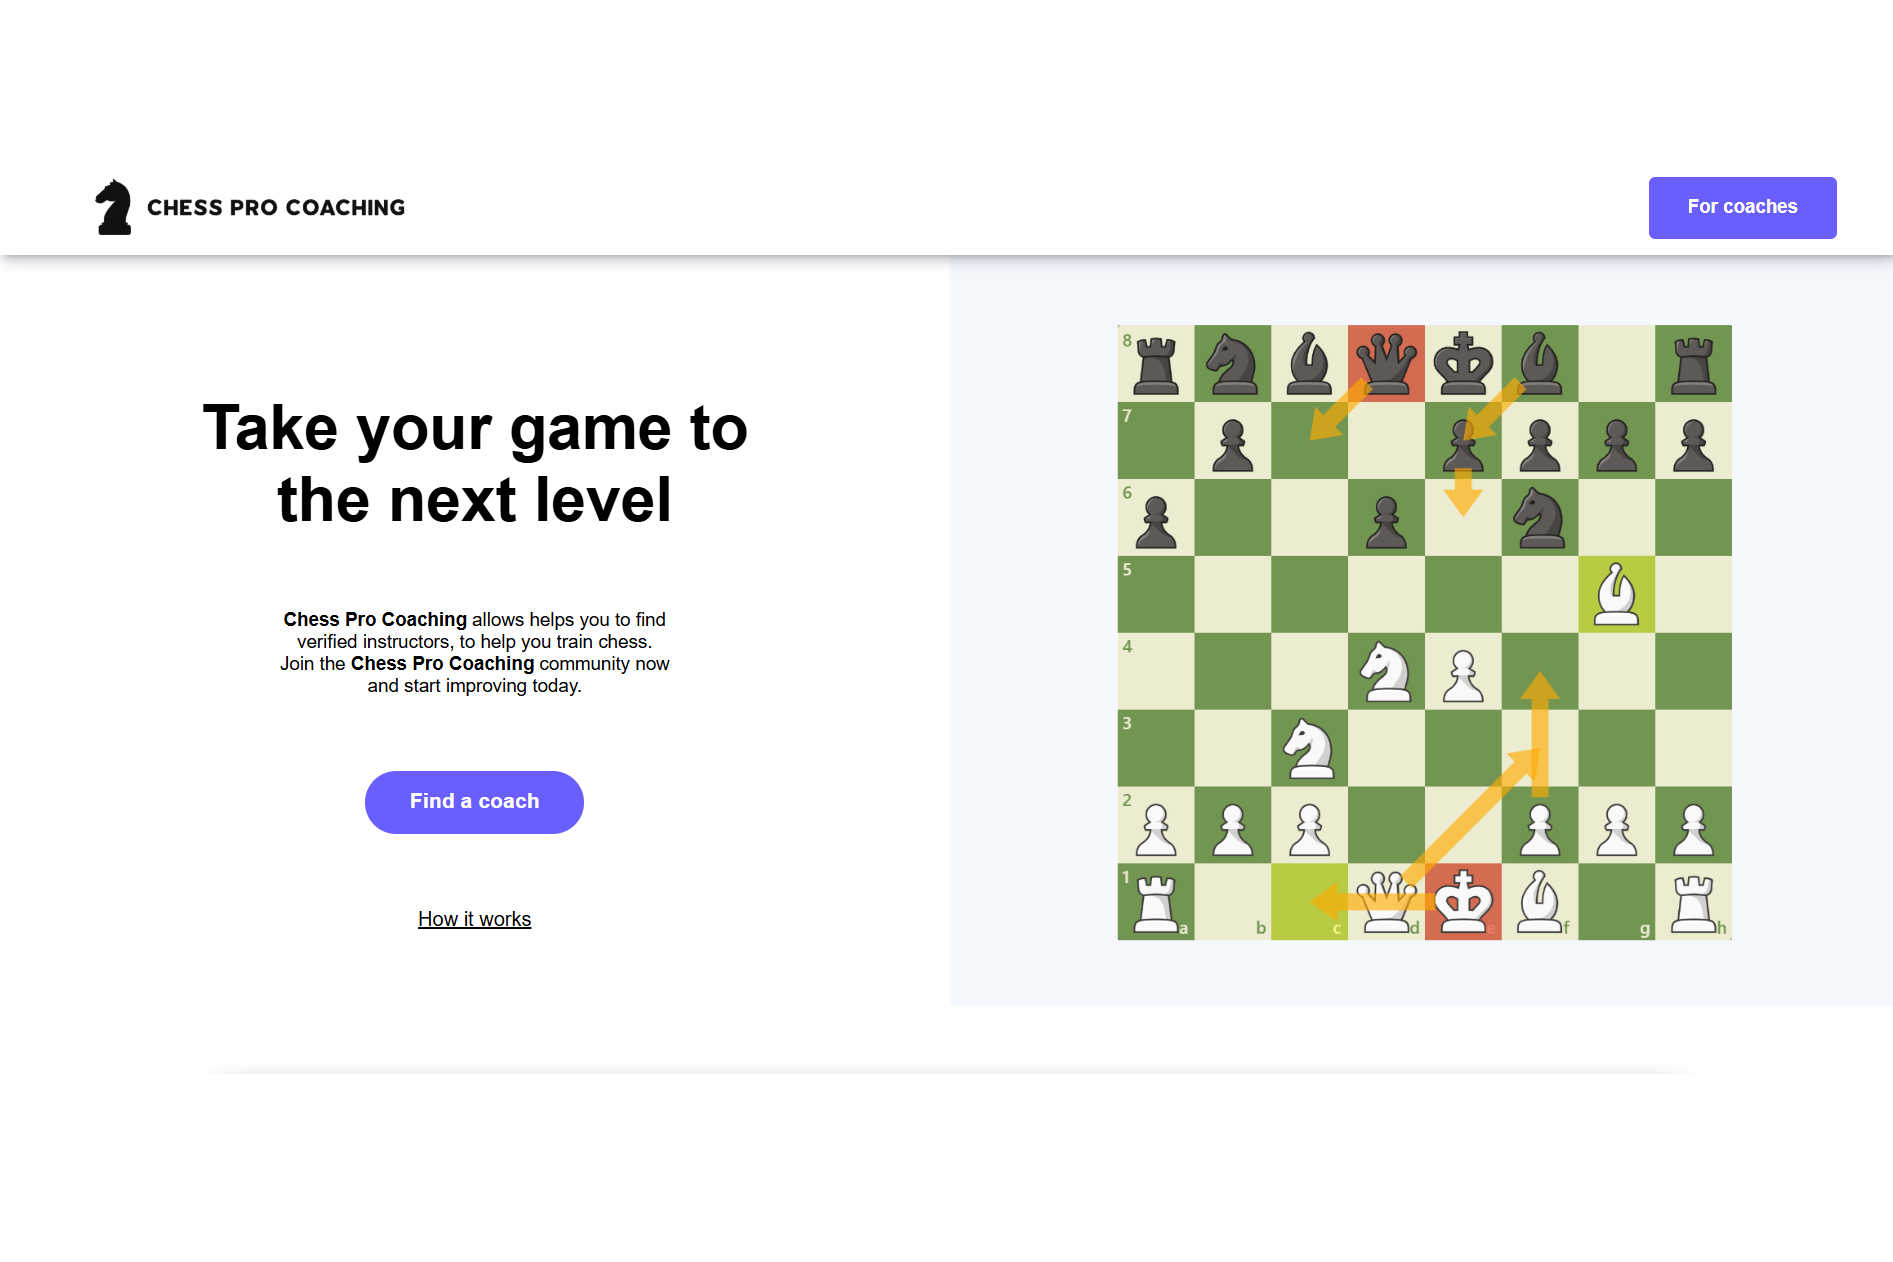 CHESS PRO COACHING
For coaches
Take your game to
the next level
Chess Pro Coaching allows helps you to find
verified instructors, to help you train chess.
Join the Chess Pro Coaching community now
and start improving today.
Find a coach
How it works
8
7
6
5
4
3
2
1
a b c d e f g h